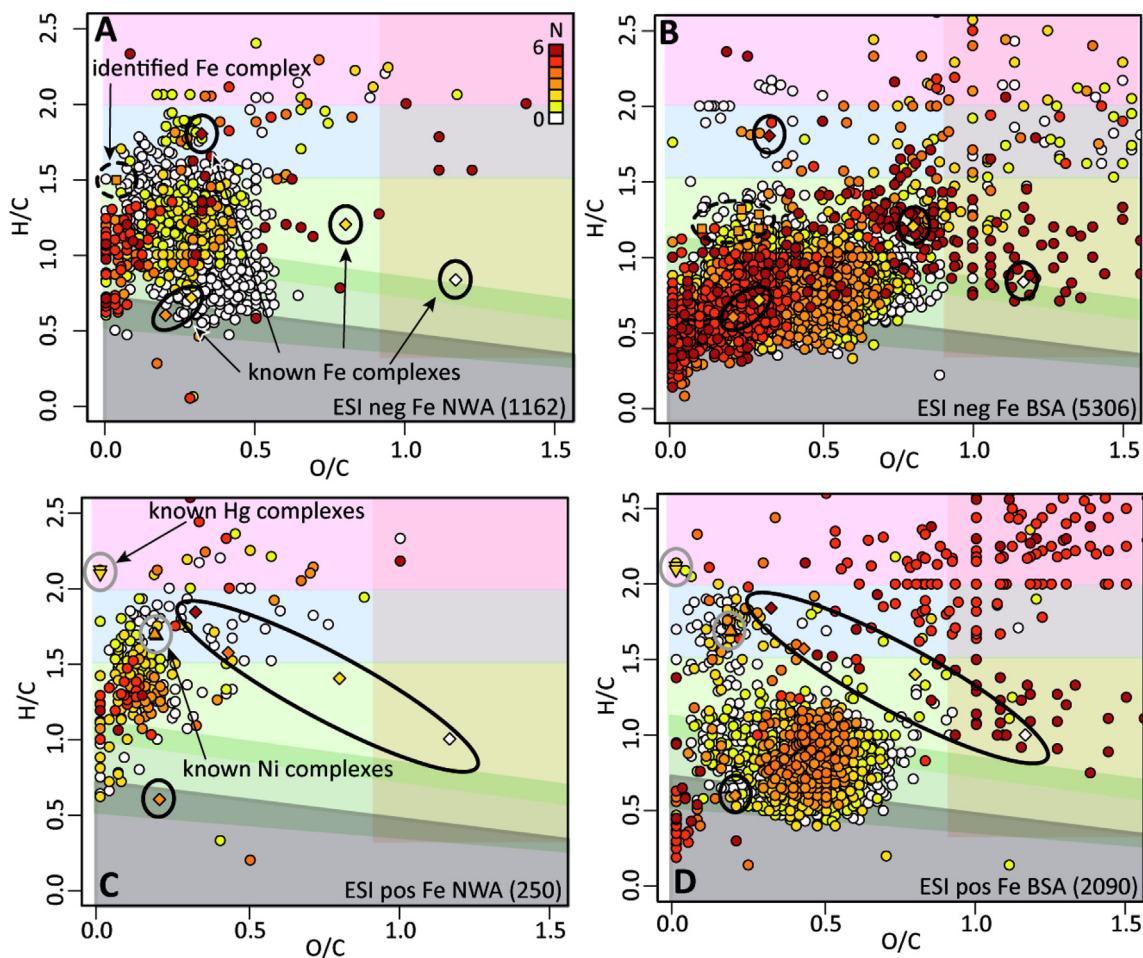 A
N
6
0
identified Fe complex
known Fe complexes
ESI neg Fe NWA (1162)
H/C
0.0 0.5 1.0 1.5 2.0 2.5
0.0 0.5 1.0 1.5
O/C
B
ESI neg Fe BSA (5306)
H/C
0.0 0.5 1.0 1.5 2.0 2.5
0.0 0.5 1.0 1.5
O/C
known Hg complexes
known Ni complexes
C
ESI pos Fe NWA (250)
H/C
0.0 0.5 1.0 1.5 2.0 2.5
0.0 0.5 1.0 1.5
O/C
D
ESI pos Fe BSA (2090)
H/C
0.0 0.5 1.0 1.5 2.0 2.5
0.0 0.5 1.0 1.5
O/C